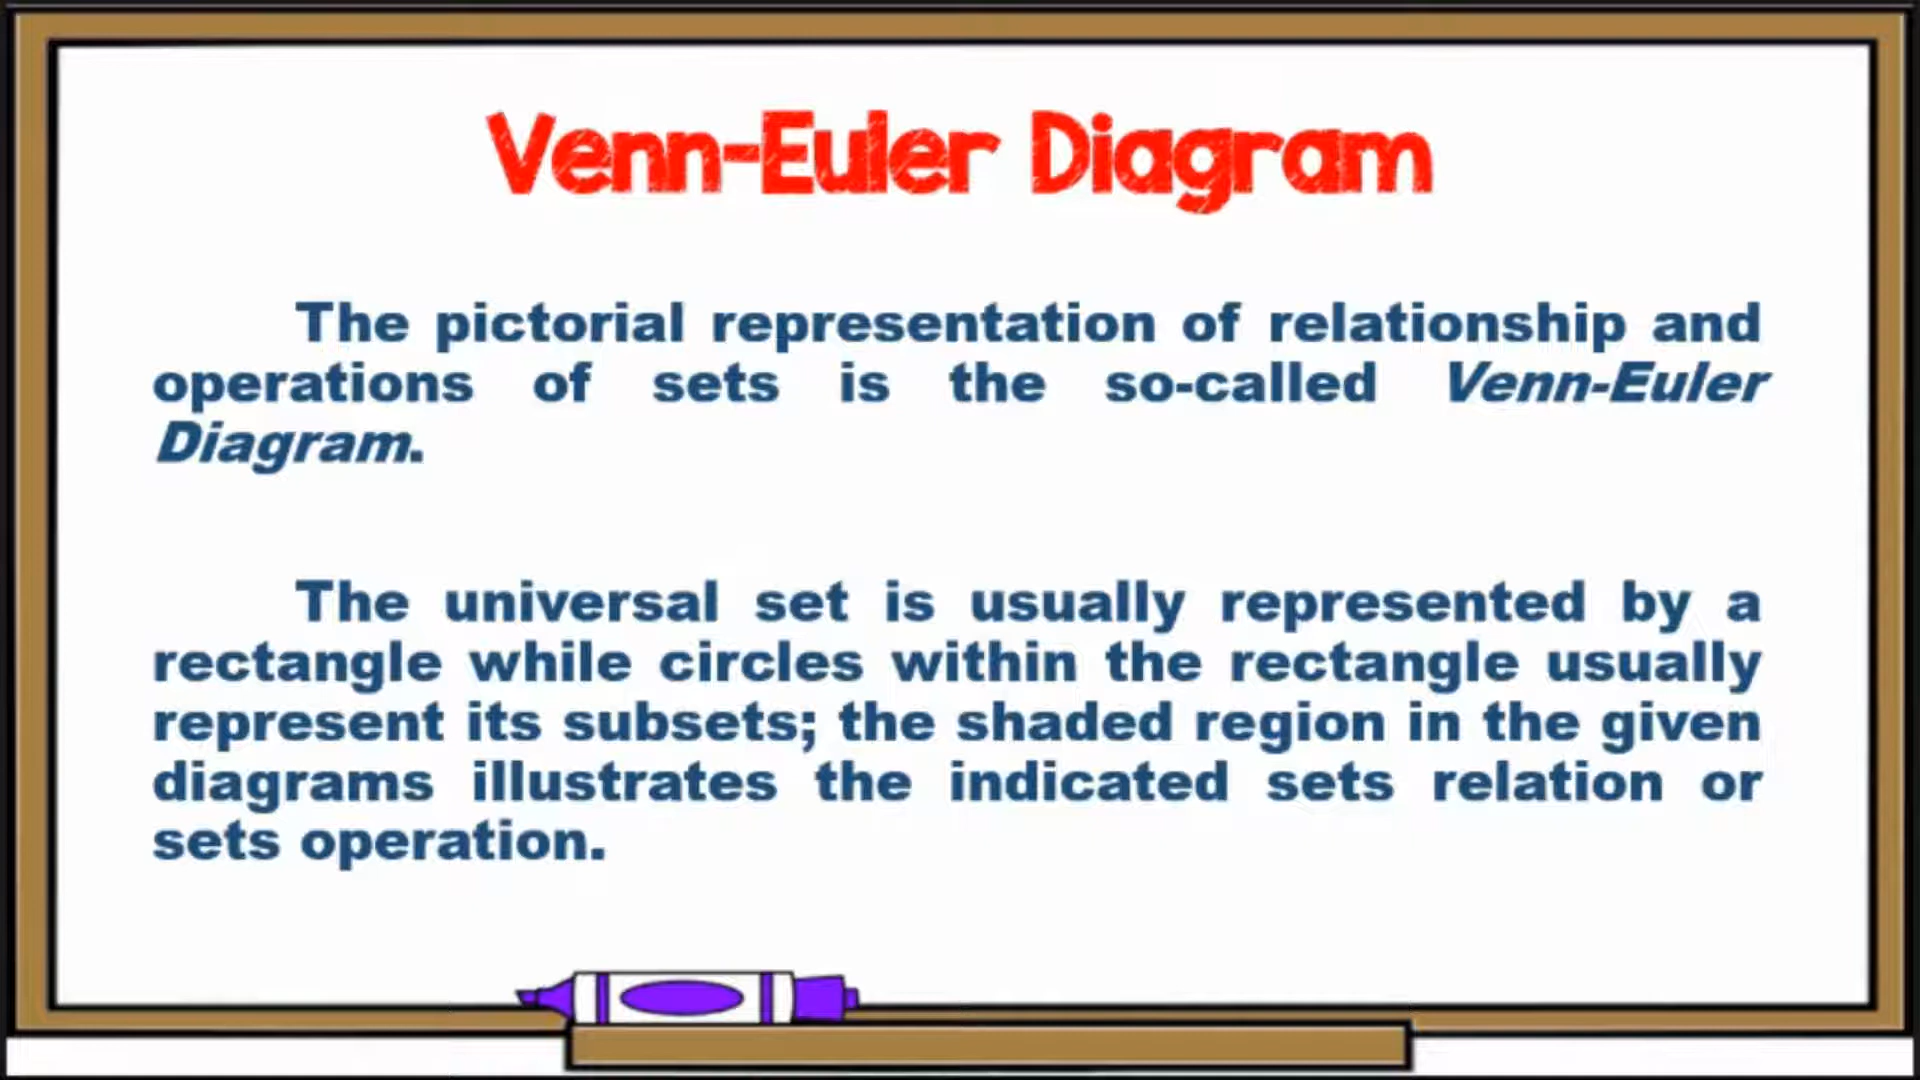 Venn-Euler Diagram
The pictorial representation of relationship and
operations of sets is the so-called Venn-Euler
Diagram.
The universal set is usually represented by a
rectangle while circles within the rectangle usually
represent its subsets; the shaded region in the given
diagrams illustrates the indicated sets relation or
sets operation.